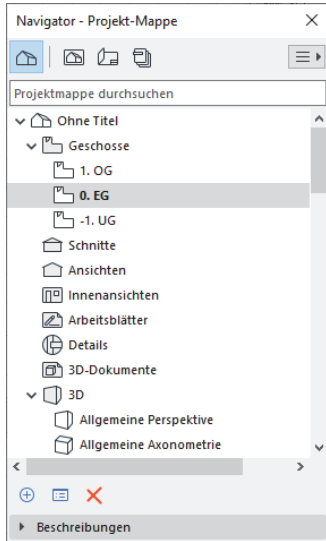 Navigator - Projekt-Mappe
Projektmappe durchsuchen
Ohne Titel
Geschosse
1. OG
0. EG
-1. UG
Schnitte
Ansichten
Innenansichten
Arbeitsblätter
Details
3D-Dokumente
3D
Allgemeine Perspektive
Allgemeine Axonometrie
Beschreibungen